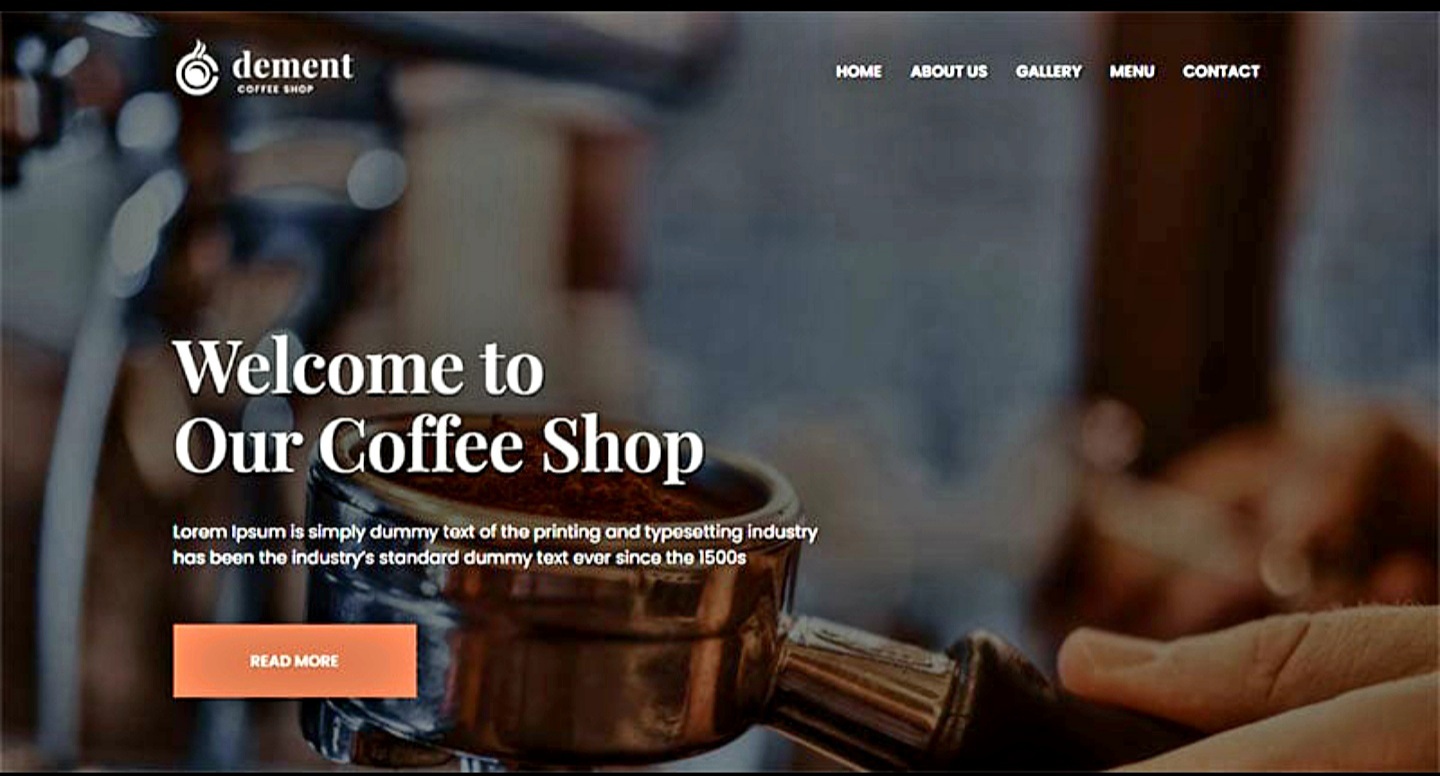 dement
COFFEE SHOP
HOME ABOUT US GALLERY MENU CONTACT
Welcome to
Our Coffee Shop
Lorem Ipsum is simply dummy text of the printing and typesetting industry
has been the industry's standard dummy text ever since the 1500s
READ MORE